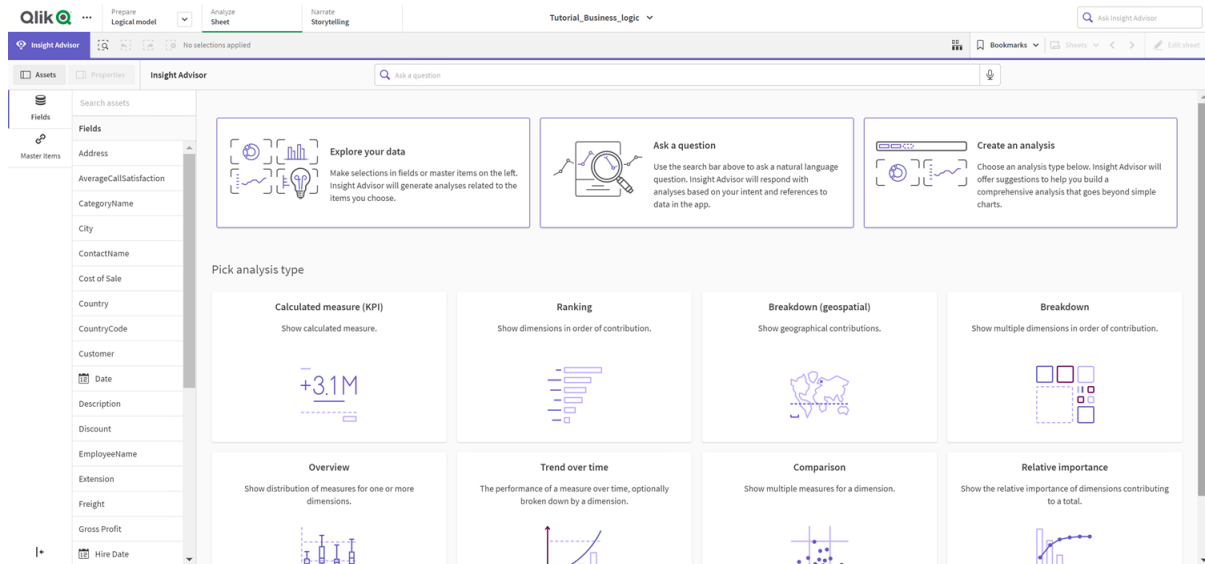 Qlik
Prepare
Logical model
Analyze
Sheet
Narrate
Storytelling
Tutorial_Business_logic
Ask Insight Advisor
Insight Advisor
No selections applied
Bookmarks
Sheets
Edit sheet
Assets
Properties
Insight Advisor
Ask a question
Fields
Master Items
Search assets
Fields
Address
AverageCallSatisfaction
CategoryName
City
ContactName
Cost of Sale
Country
CountryCode
Customer
Date
Description
Discount
EmployeeName
Extension
Freight
Gross Profit
Hire Date
Explore your data
Make selections in fields or master items on the left.
Insight Advisor will generate analyses related to the
items you choose.
Ask a question
Use the search bar above to ask a natural language
question. Insight Advisor will respond with
analyses based on your intent and references to
data in the app.
Create an analysis
Choose an analysis type below. Insight Advisor will
offer suggestions to help you build a
comprehensive analysis that goes beyond simple
charts.
Pick analysis type
Calculated measure (KPI)
Show calculated measure.
+3.1M
Ranking
Show dimensions in order of contribution.
Breakdown (geospatial)
Show geographical contributions.
Breakdown
Show multiple dimensions in order of contribution.
Overview
Show distribution of measures for one or more
dimensions.
Trend over time
The performance of a measure over time, optionally
broken down by a dimension.
Comparison
Show multiple measures for a dimension.
Relative importance
Show the relative importance of dimensions contributing
to a total.